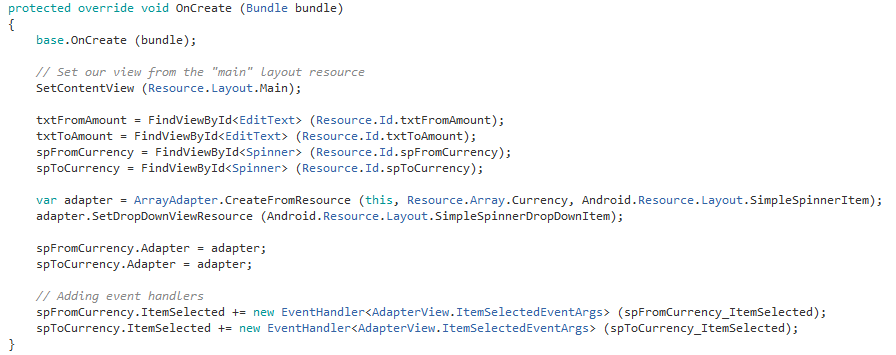 protected override void OnCreate (Bundle bundle)
{
    base.OnCreate (bundle);

    // Set our view from the "main" layout resource
    SetContentView (Resource.Layout.Main);

    txtFromAmount = FindViewById<EditText> (Resource.Id.txtFromAmount);
    txtToAmount = FindViewById<EditText> (Resource.Id.txtToAmount);
    spFromCurrency = FindViewById<Spinner> (Resource.Id.spFromCurrency);
    spToCurrency = FindViewById<Spinner> (Resource.Id.spToCurrency);

    var adapter = ArrayAdapter.CreateFromResource (this, Resource.Array.Currency, Android.Resource.Layout.SimpleSpinnerItem);
    adapter.SetDropDownViewResource (Android.Resource.Layout.SimpleSpinnerDropDownItem);

    spFromCurrency.Adapter = adapter;
    spToCurrency.Adapter = adapter;

    // Adding event handlers
    spFromCurrency.ItemSelected += new EventHandler<AdapterView.ItemSelectedEventArgs> (spFromCurrency_ItemSelected);
    spToCurrency.ItemSelected += new EventHandler<AdapterView.ItemSelectedEventArgs> (spToCurrency_ItemSelected);
}